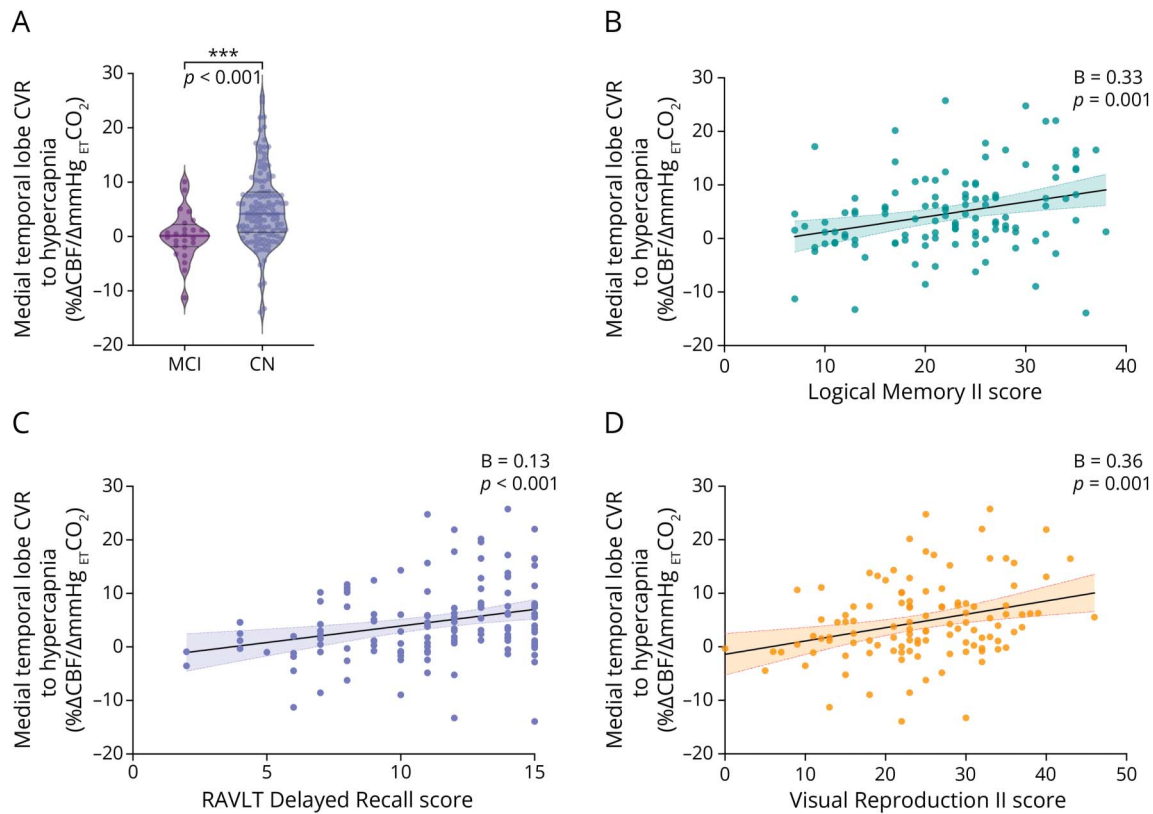 A
Medial temporal lobe CVR
to hypercapnia
(%ΔCBF/ΔmmHg ETCO2)
***
p < 0.001
30
20
10
0
–10
–20
MCI
CN
B
Medial temporal lobe CVR
to hypercapnia
(%ΔCBF/ΔmmHg ETCO2)
B = 0.33
p = 0.001
30
20
10
0
–10
–20
0
10
20
30
40
Logical Memory II score
C
Medial temporal lobe CVR
to hypercapnia
(%ΔCBF/ΔmmHg ETCO2)
B = 0.13
p < 0.001
30
20
10
0
–10
–20
0
5
10
15
RAVLT Delayed Recall score
D
Medial temporal lobe CVR
to hypercapnia
(%ΔCBF/ΔmmHg ETCO2)
B = 0.36
p = 0.001
30
20
10
0
–10
–20
0
10
20
30
40
50
Visual Reproduction II score